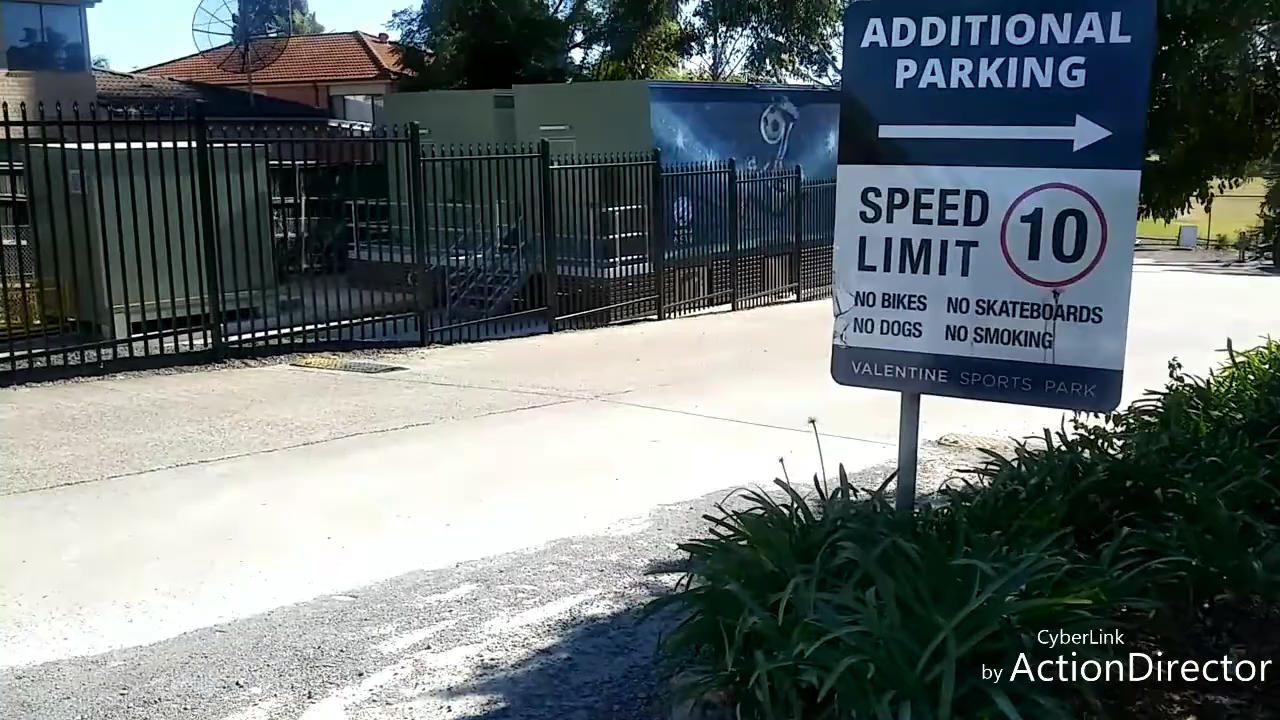 ADDITIONAL
PARKING
SPEED
LIMIT
10
NO BIKES NO SKATEBOARDS
NO DOGS NO SMOKING
VALENTINE SPORTS PARK
CyberLink
by ActionDirector